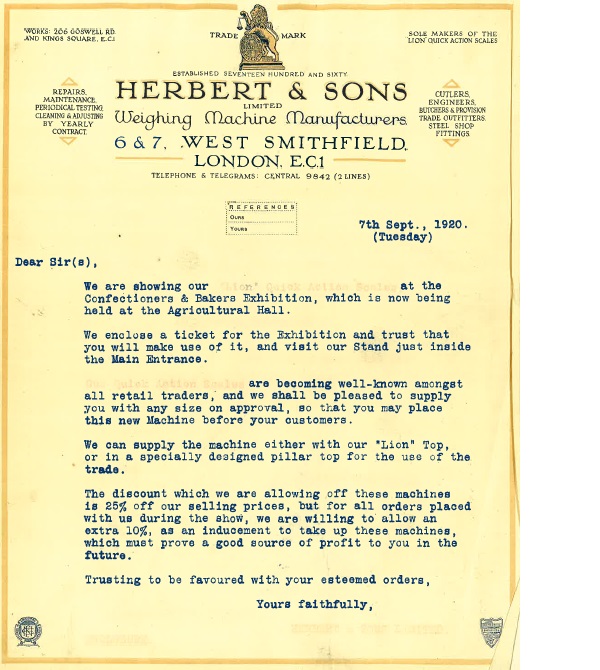 WORKS: 206 GOSWELL RD.
AND KINGS SQUARE, E.C.1
TRADE MARK
SOLE MAKERS OF THE
"LION" QUICK ACTION SCALES
ESTABLISHED SEVENTEEN HUNDRED AND SIXTY
HERBERT & SONS
LIMITED
Weighing Machine Manufacturers.
6 & 7, WEST SMITHFIELD,
LONDON, E.C.1
TELEPHONE & TELEGRAMS: CENTRAL 9842 (2 LINES)
REPAIRS,
MAINTENANCE,
PERIODICAL TESTING
CLEANING & ADJUSTING
BY YEARLY
CONTRACT.
CUTLERS,
ENGINEERS,
BUTCHERS & PROVISION
TRADE OUTFITTERS.
STEEL SHOP
FITTINGS.
REFERENCES
OURS
YOURS
7th Sept., 1920.
(Tuesday)
Dear Sir(s),
We are showing our "Lion" Quick Action Scales at the
Confectioners & Bakers Exhibition, which is now being
held at the Agricultural Hall.
We enclose a ticket for the Exhibition and trust that
you will make use of it, and visit our Stand just inside
the Main Entrance.
Our Quick Action Scales are becoming well-known amongst
all retail traders, and we shall be pleased to supply
you with any size on approval, so that you may place
this new Machine before your customers.
We can supply the machine either with our "Lion" Top,
or in a specially designed pillar top for the use of the
trade.
The discount which we are allowing off these machines
is 25% off our selling prices, but for all orders placed
with us during the show, we are willing to allow an
extra 10%, as an inducement to take up these machines,
which must prove a good source of profit to you in the
future.
Trusting to be favoured with your esteemed orders,
Yours faithfully,
HERBERT & SONS LIMITED.